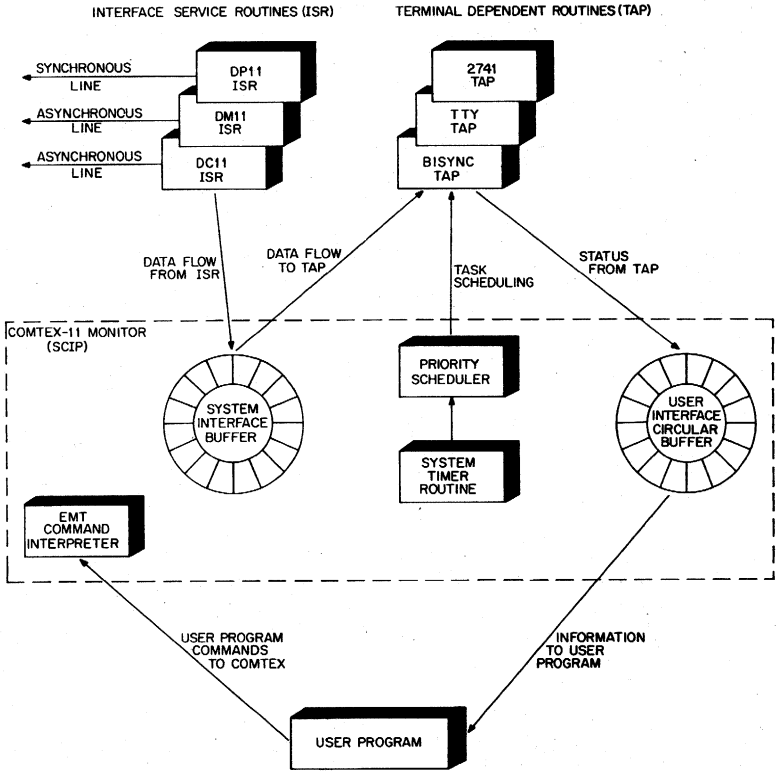 INTERFACE SERVICE ROUTINES (ISR)
TERMINAL DEPENDENT ROUTINES (TAP)
SYNCHRONOUS
LINE
DP11
ISR
2741
TAP
ASYNCHRONOUS
LINE
DM11
ISR
TTY
TAP
ASYNCHRONOUS
LINE
DC11
ISR
BISYNC
TAP
DATA FLOW
FROM ISR
DATA FLOW
TO TAP
TASK
SCHEDULING
STATUS
FROM TAP
COMTEX-11 MONITOR
(SCIP)
SYSTEM
INTERFACE
BUFFER
PRIORITY
SCHEDULER
USER
INTERFACE
CIRCULAR
BUFFER
SYSTEM
TIMER
ROUTINE
EMT
COMMAND
INTERPRETER
USER PROGRAM
COMMANDS
TO COMTEX
INFORMATION
TO USER
PROGRAM
USER PROGRAM